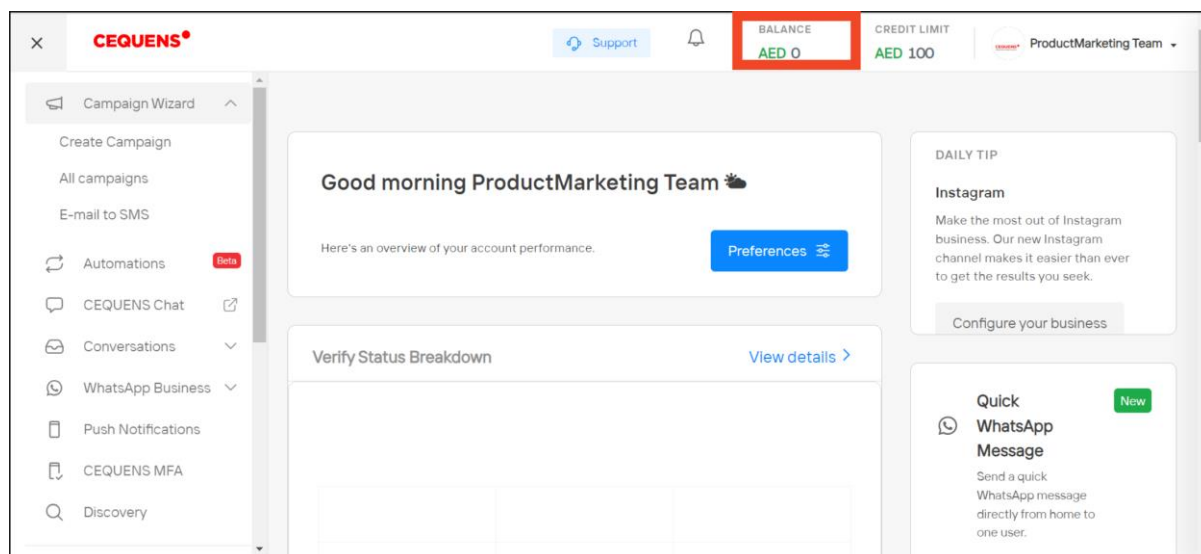 CEQUENS
Support
BALANCE
AED 0
CREDIT LIMIT
AED 100
ProductMarketing Team
Campaign Wizard
Create Campaign
All campaigns
E-mail to SMS
Automations
Beta
CEQUENS Chat
Conversations
WhatsApp Business
Push Notifications
CEQUENS MFA
Discovery
Good morning ProductMarketing Team
Here's an overview of your account performance.
Preferences
Verify Status Breakdown
View details
DAILY TIP
Instagram
Make the most out of Instagram
business. Our new Instagram
channel makes it easier than ever
to get the results you seek.
Configure your business
Quick
WhatsApp
Message
New
Send a quick
WhatsApp message
directly from home to
one user.